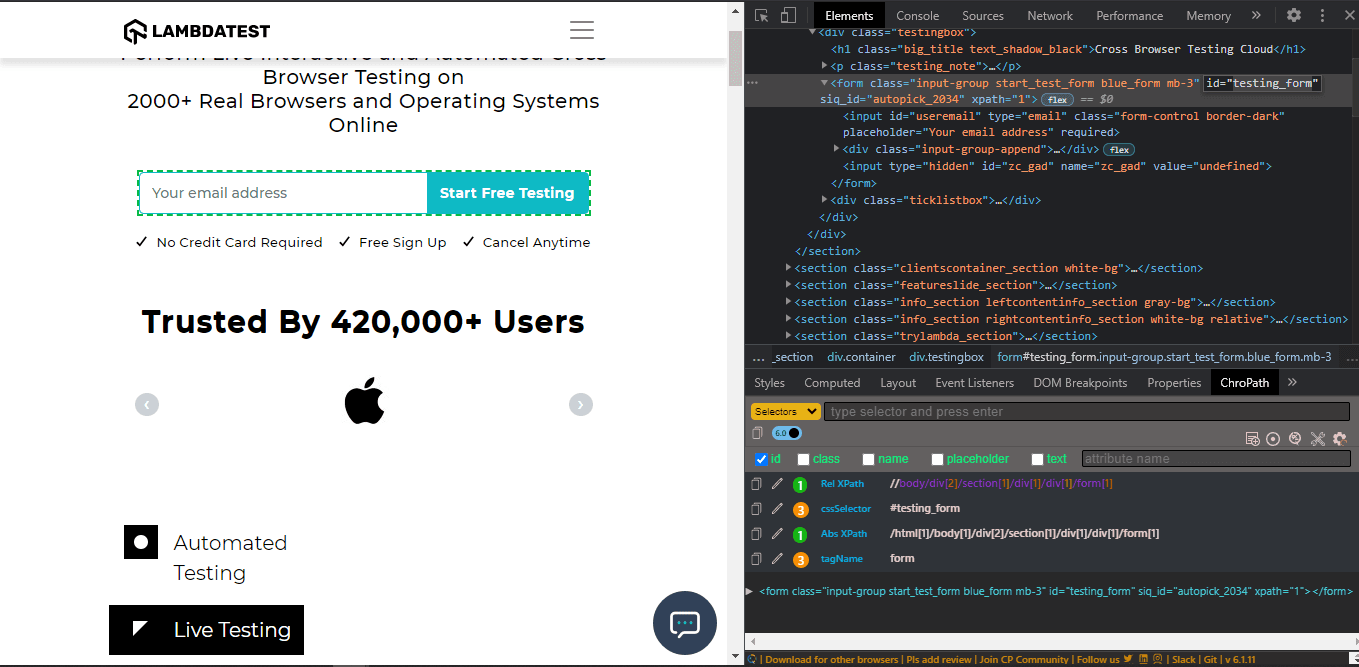 LAMBDATEST
Perform Live Interactive and Automated Cross
Browser Testing on
2000+ Real Browsers and Operating Systems
Online
Your email address
Start Free Testing
✓ No Credit Card Required ✓ Free Sign Up ✓ Cancel Anytime
Trusted By 420,000+ Users
Automated
Testing
Live Testing
Elements Console Sources Network Performance Memory »
<div class="testingbox">
<h1 class="big_title text_shadow_black">Cross Browser Testing Cloud</h1>
<p class="testing_note">…</p>
<form class="input-group start_test_form blue_form mb-3" id="testing_form"
siq_id="autopick_2034" xpath="1"> flex == $0
<input id="useremail" type="email" class="form-control border-dark"
placeholder="Your email address" required>
<div class="input-group-append">…</div> flex
<input type="hidden" id="zc_gad" name="zc_gad" value="undefined">
</form>
<div class="ticklistbox">…</div>
</div>
</div>
</section>
<section class="clientscontainer_section white-bg">…</section>
<section class="featureslide_section">…</section>
<section class="info_section leftcontentinfo_section gray-bg">…</section>
<section class="info_section rightcontentinfo_section white-bg relative">…</section>
<section class="trylambda_section">…</section>
… _section div.container div.testingbox form#testing_form.input-group.start_test_form.blue_form.mb-3 …
Styles Computed Layout Event Listeners DOM Breakpoints Properties ChroPath »
Selectors type selector and press enter
6.0
id class name placeholder text attribute name
1 Rel XPath //body/div[2]/section[1]/div[1]/div[1]/form[1]
3 cssSelector #testing_form
1 Abs XPath /html[1]/body[1]/div[2]/section[1]/div[1]/div[1]/form[1]
3 tagName form
<form class="input-group start_test_form blue_form mb-3" id="testing_form" siq_id="autopick_2034" xpath="1"></form>
| Download for other browsers | Pls add review | Join CP Community | Follow us | Slack | Git | v 6.1.11